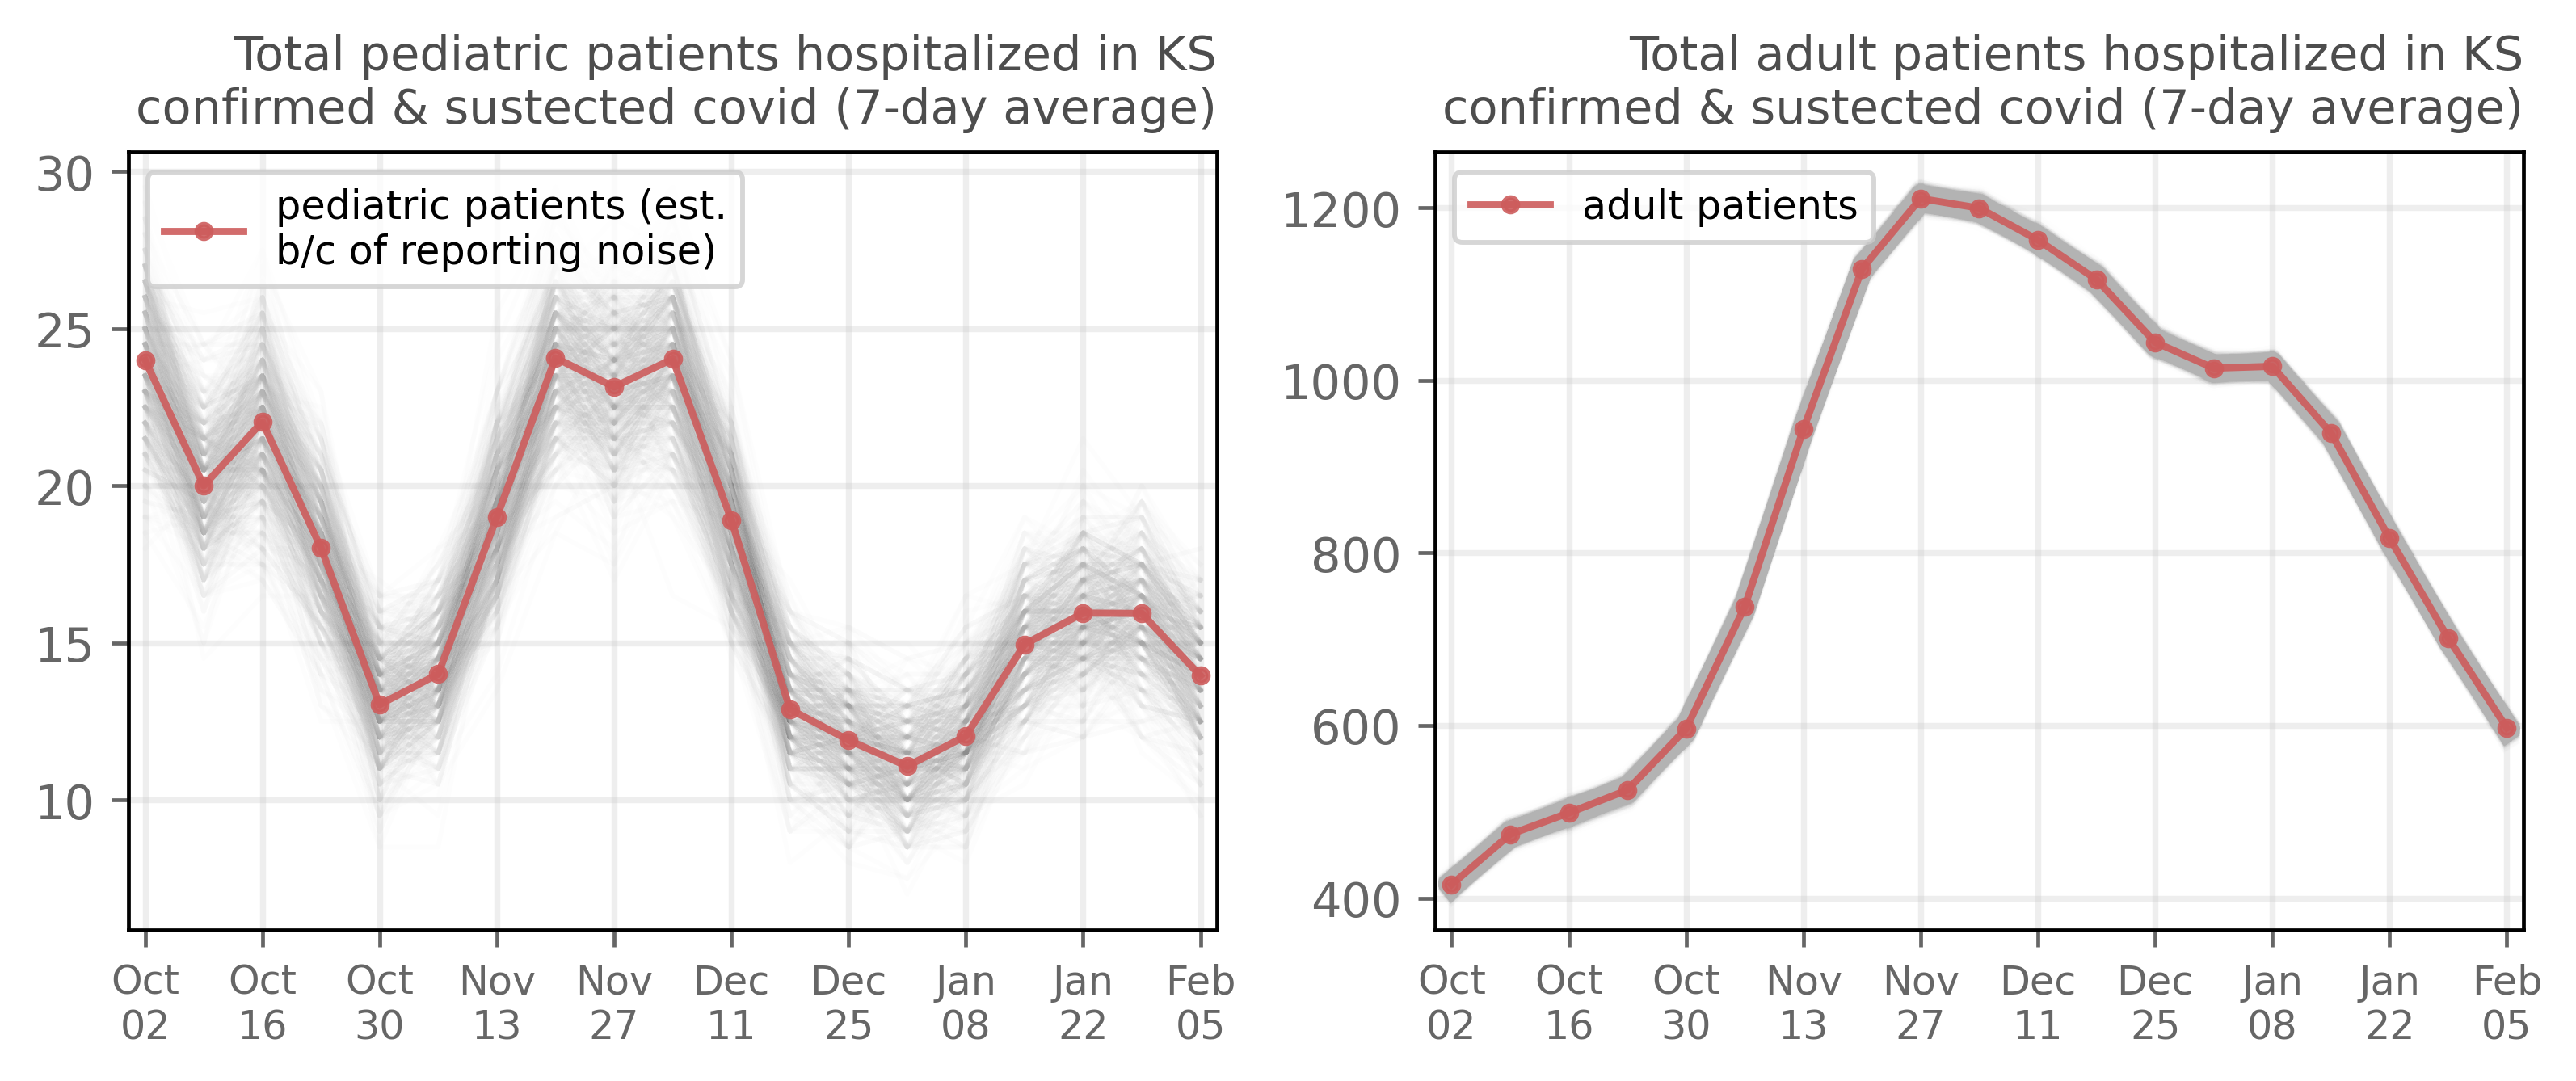 Total pediatric patients hospitalized in KS
confirmed & sustected covid (7-day average)
pediatric patients (est.
b/c of reporting noise)
30
25
20
15
10
Oct Oct Oct Nov Nov Dec Dec Jan Jan Feb
02 16 30 13 27 11 25 08 22 05
Total adult patients hospitalized in KS
confirmed & sustected covid (7-day average)
adult patients
1200
1000
800
600
400
Oct Oct Oct Nov Nov Dec Dec Jan Jan Feb
02 16 30 13 27 11 25 08 22 05